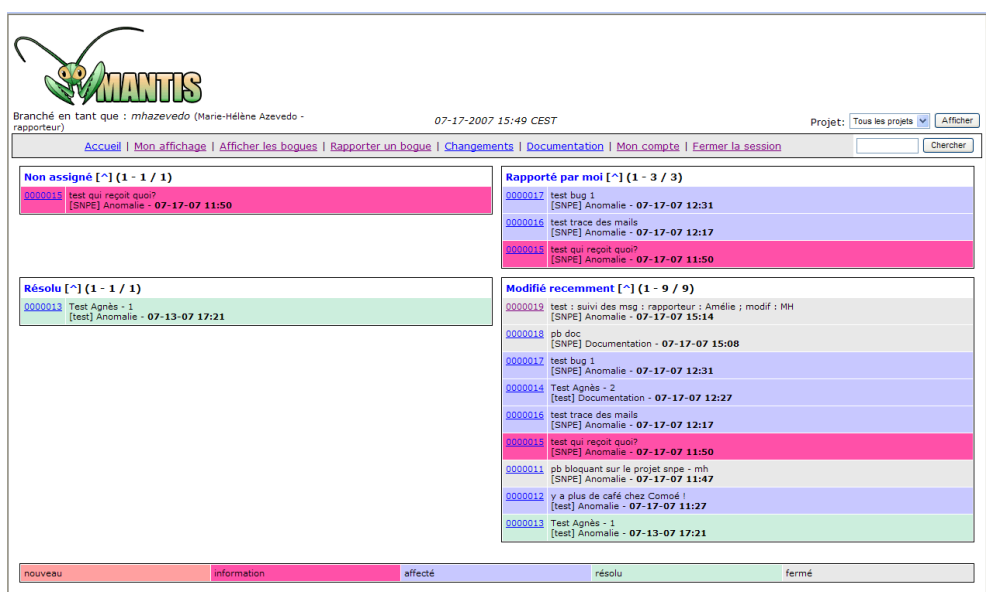 MANTIS
Branché en tant que : mhazevedo (Marie-Hélène Azevedo -
rapporteur)
07-17-2007 15:49 CEST
Projet: Tous les projets Afficher
Accueil | Mon affichage | Afficher les bogues | Rapporter un bogue | Changements | Documentation | Mon compte | Fermer la session
Chercher
Non assigné [^] (1 - 1 / 1)
0000015 test qui reçoit quoi?
[SNPE] Anomalie - 07-17-07 11:50
Rapporté par moi [^] (1 - 3 / 3)
0000017 test bug 1
[SNPE] Anomalie - 07-17-07 12:31
0000016 test trace des mails
[SNPE] Anomalie - 07-17-07 12:17
0000015 test qui reçoit quoi?
[SNPE] Anomalie - 07-17-07 11:50
Résolu [^] (1 - 1 / 1)
0000013 Test Agnès - 1
[test] Anomalie - 07-13-07 17:21
Modifié recemment [^] (1 - 9 / 9)
0000019 test : suivi des msg : rapporteur : Amélie ; modif : MH
[SNPE] Anomalie - 07-17-07 15:14
0000018 pb doc
[SNPE] Documentation - 07-17-07 15:08
0000017 test bug 1
[SNPE] Anomalie - 07-17-07 12:31
0000014 Test Agnès - 2
[test] Documentation - 07-17-07 12:27
0000016 test trace des mails
[SNPE] Anomalie - 07-17-07 12:17
0000015 test qui reçoit quoi?
[SNPE] Anomalie - 07-17-07 11:50
0000011 pb bloquant sur le projet snpe - mh
[SNPE] Anomalie - 07-17-07 11:47
0000012 y a plus de café chez Comoé !
[test] Anomalie - 07-17-07 11:27
0000013 Test Agnès - 1
[test] Anomalie - 07-13-07 17:21
nouveau information affecté résolu fermé